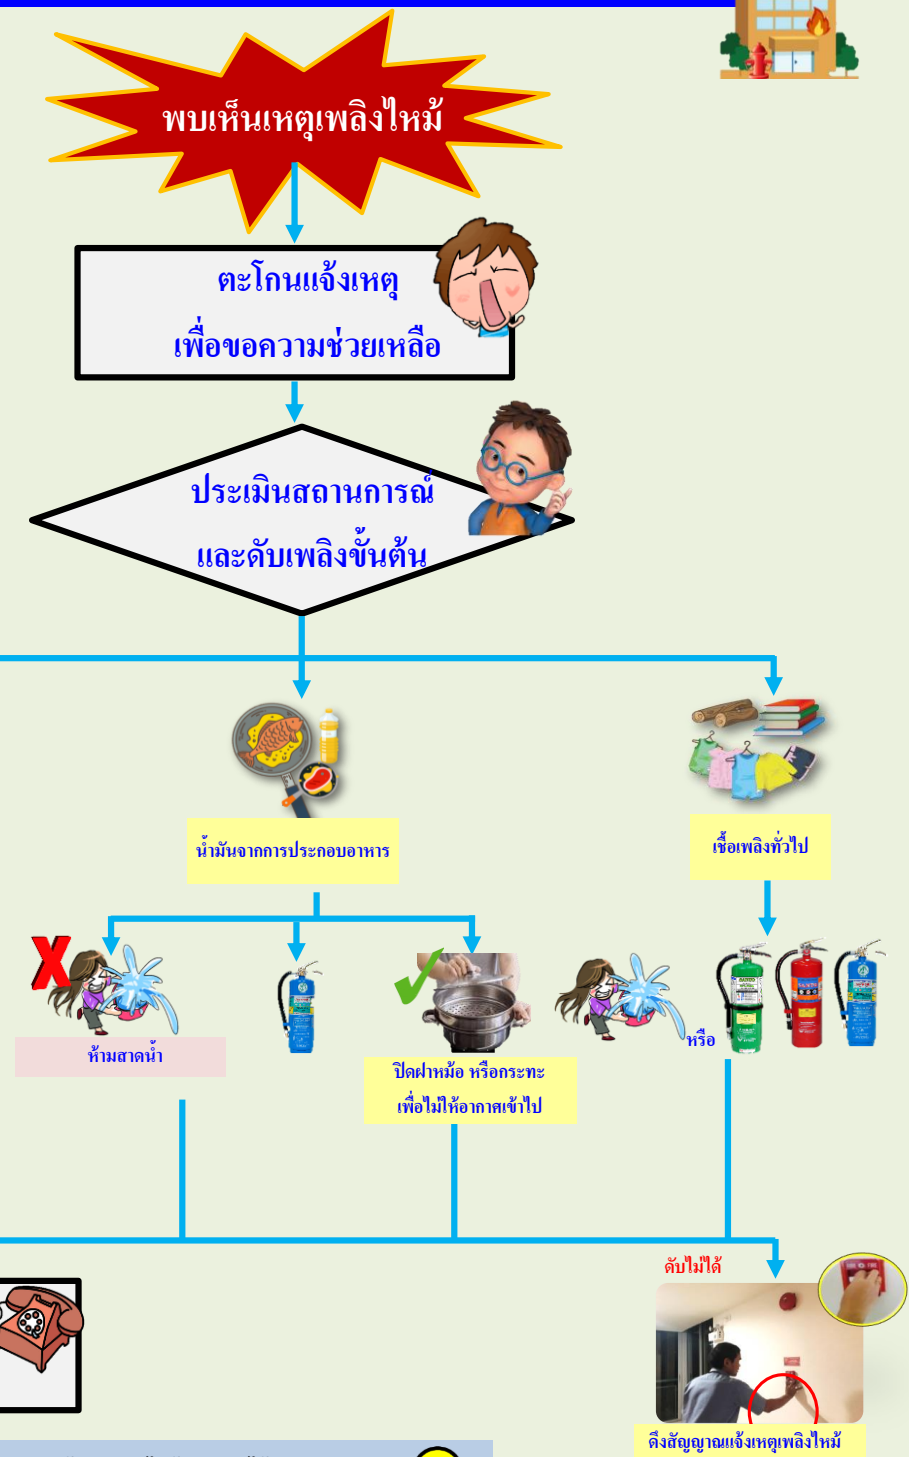 พบเห็นเหตุเพลิงไหม้
ตะโกนแจ้งเหตุ
เพื่อขอความช่วยเหลือ
ประเมินสถานการณ์
และดับเพลิงขั้นต้น
น้ำมันจากการประกอบอาหาร
เชื้อเพลิงทั่วไป
ห้ามสาดน้ำ
หรือ
ปิดฝาหม้อ หรือกระทะ
เพื่อไม่ให้อากาศเข้าไป
ดับไม่ได้
ดึงสัญญาณแจ้งเหตุเพลิงไหม้